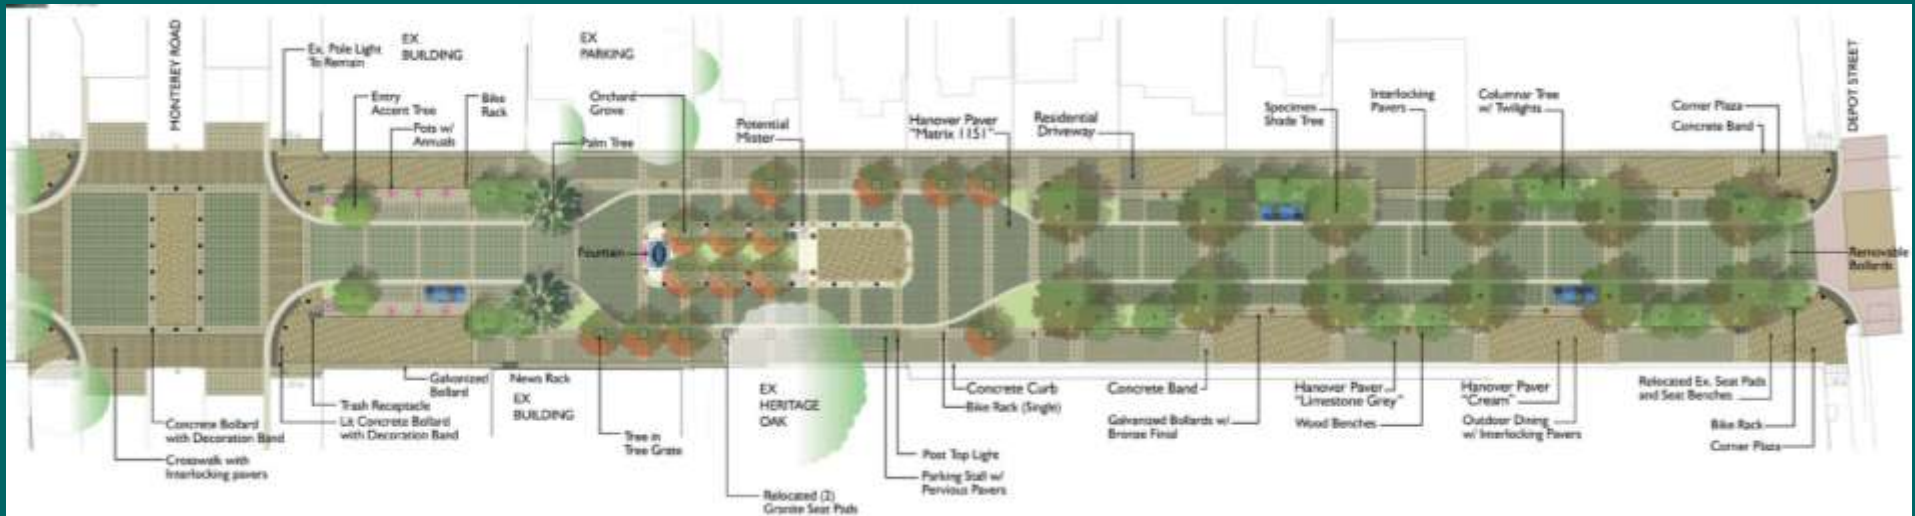 MONTEREY ROAD
Ex. Pole Light
To Remain
EX
BUILDING
EX
PARKING
Entry
Accent Tree
Pots w/
Annuals
Bike
Rack
Orchard
Grove
Palm Tree
Potential
Mister
Hanover Paver
"Matrix 1151"
Residential
Driveway
Specimen
Shade Tree
Interlocking
Pavers
Columnar Tree
w/ Twilights
Corner Plaza
Concrete Band
DEPOT STREET
Fountain
Removable
Bollards
Concrete Bollard
with Decoration Band
Crosswalk with
Interlocking pavers
Galvanized
Bollard
Trash Receptacle
Lit Concrete Bollard
with Decoration Band
News Rack
EX
BUILDING
Tree in
Tree Grate
EX
HERITAGE
OAK
Relocated (2)
Granite Seat Pads
Concrete Curb
Bike Rack (Single)
Post Top Light
Parking Stall w/
Pervious Pavers
Concrete Band
Galvanized Bollards w/
Bronze Finial
Hanover Paver
"Limestone Grey"
Wood Benches
Hanover Paver
"Cream"
Outdoor Dining
w/ Interlocking Pavers
Relocated Ex. Seat Pads
and Seat Benches
Bike Rack
Corner Plaza